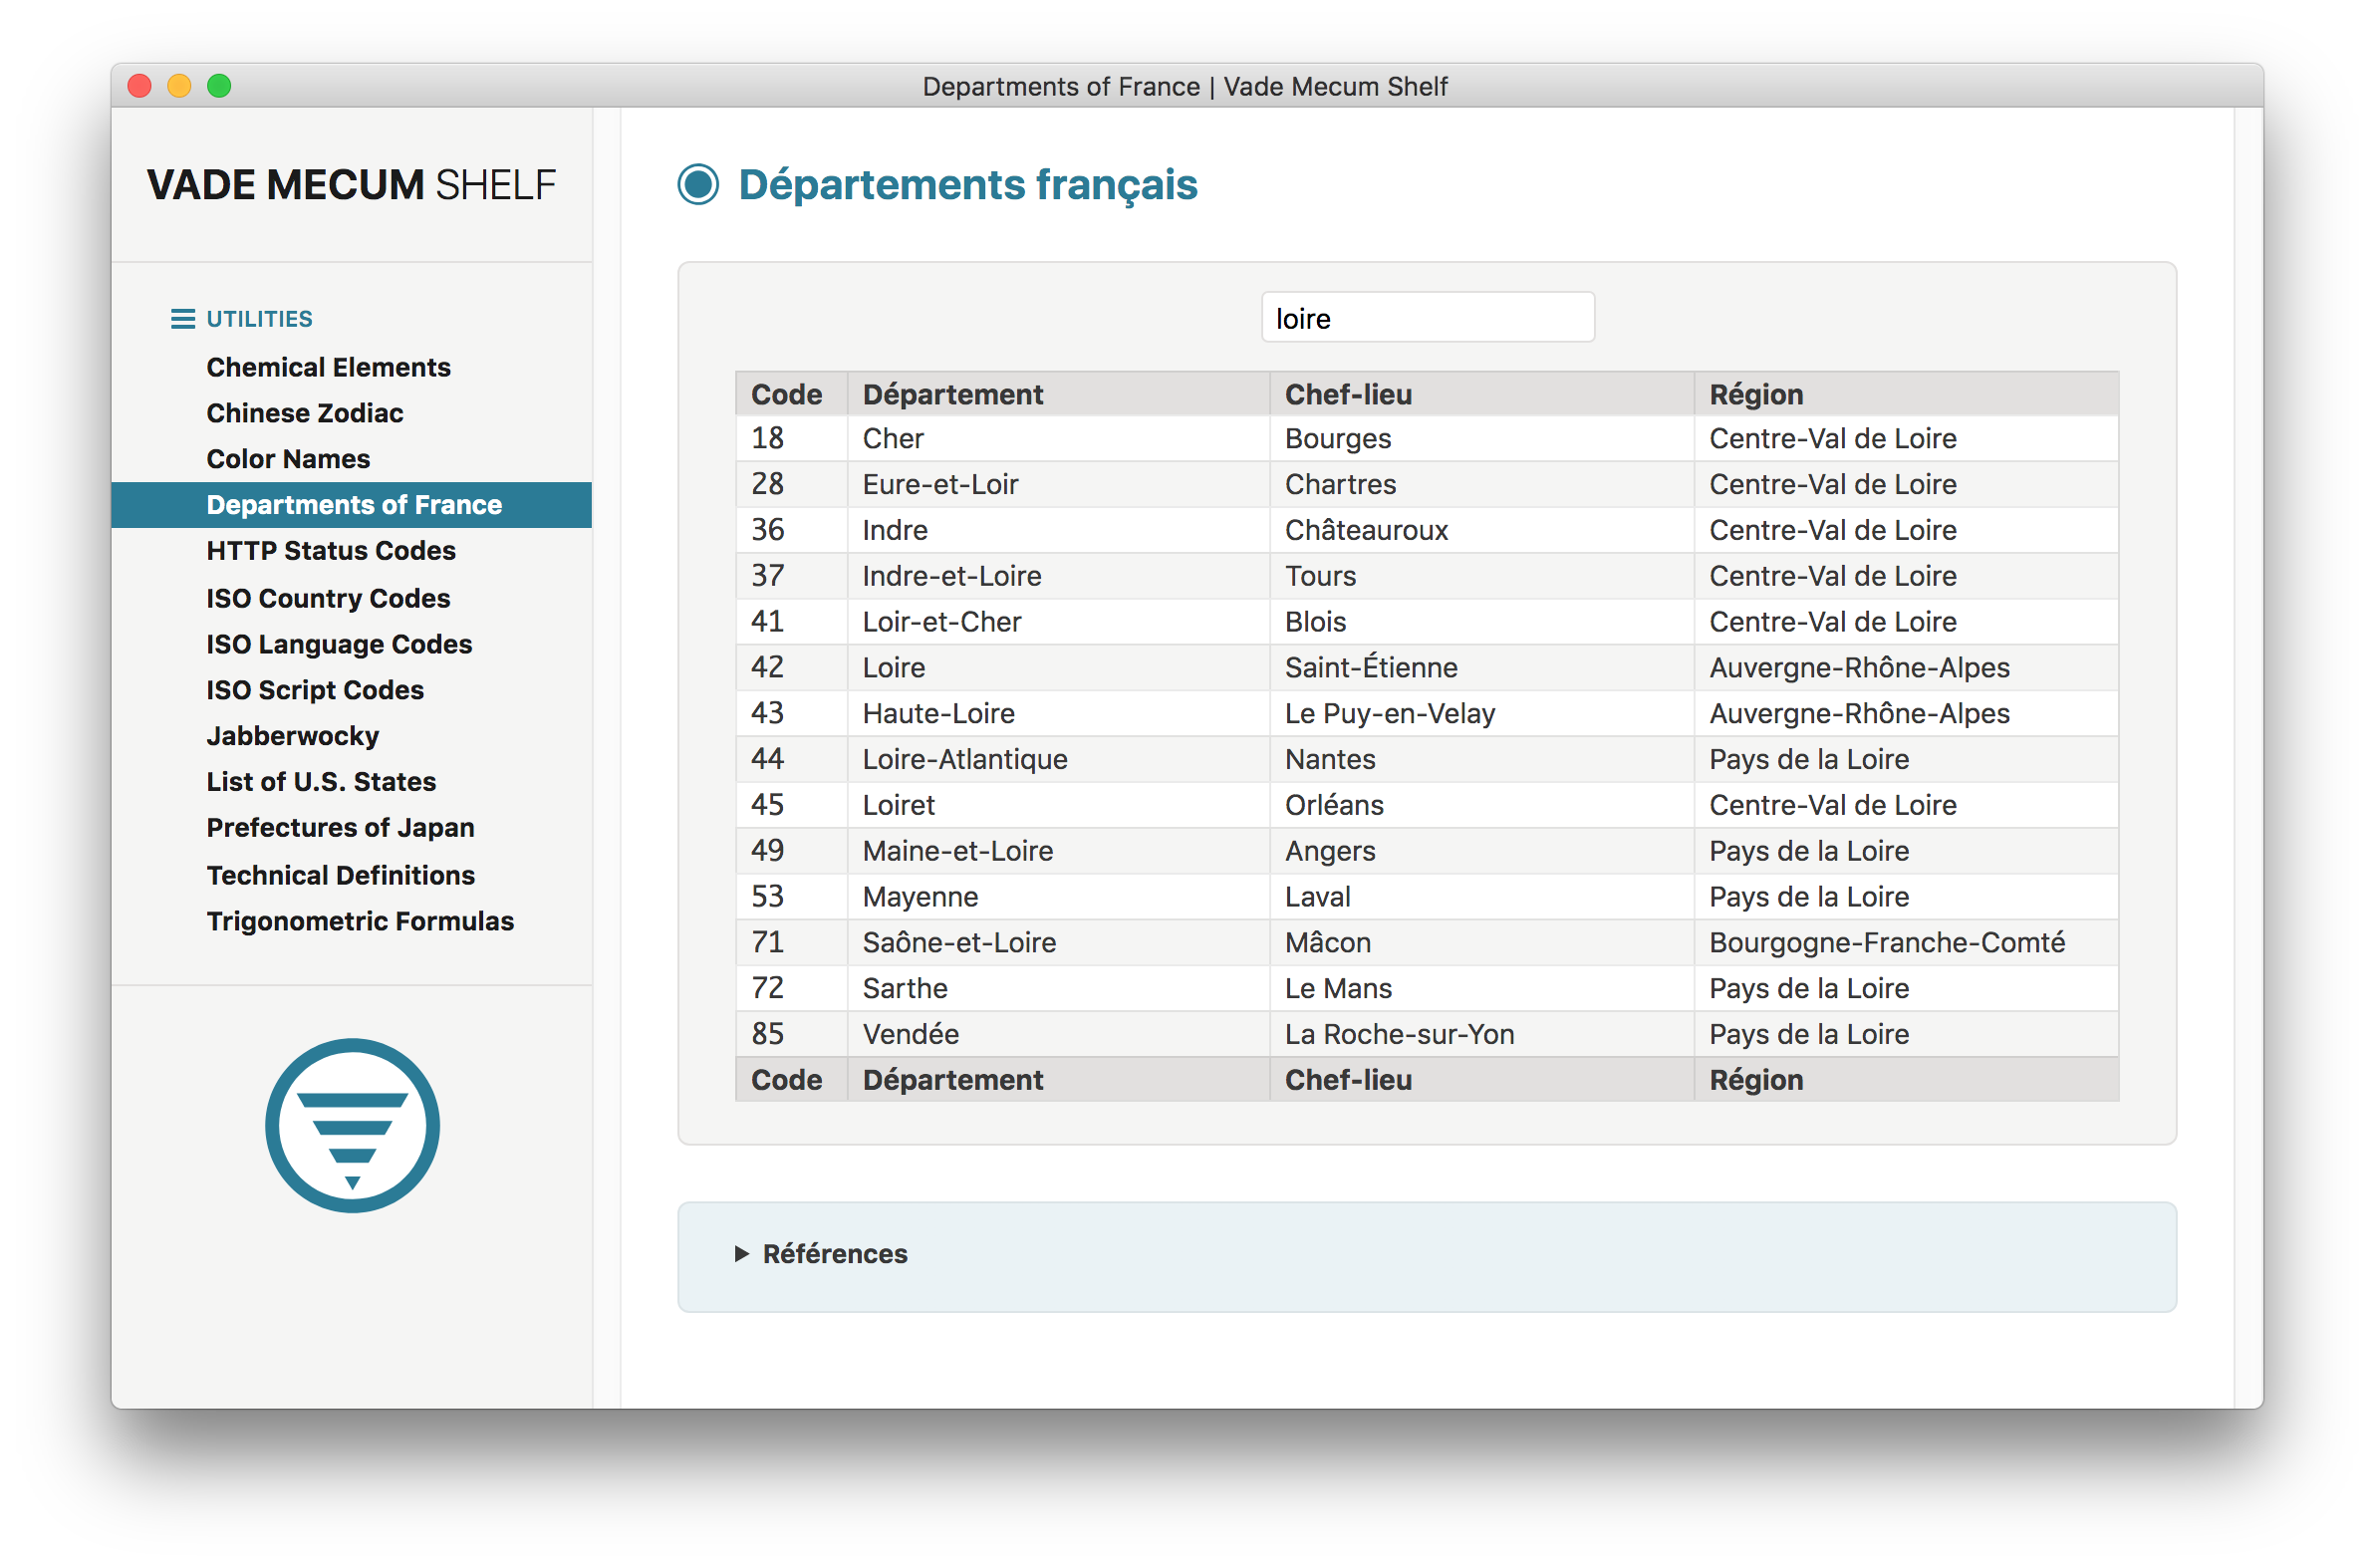 Departments of France | Vade Mecum Shelf
VADE MECUM SHELF
UTILITIES
Chemical Elements
Chinese Zodiac
Color Names
Departments of France
HTTP Status Codes
ISO Country Codes
ISO Language Codes
ISO Script Codes
Jabberwocky
List of U.S. States
Prefectures of Japan
Technical Definitions
Trigonometric Formulas
Départements français
loire
Code Département Chef-lieu Région
18 Cher Bourges Centre-Val de Loire
28 Eure-et-Loir Chartres Centre-Val de Loire
36 Indre Châteauroux Centre-Val de Loire
37 Indre-et-Loire Tours Centre-Val de Loire
41 Loir-et-Cher Blois Centre-Val de Loire
42 Loire Saint-Étienne Auvergne-Rhône-Alpes
43 Haute-Loire Le Puy-en-Velay Auvergne-Rhône-Alpes
44 Loire-Atlantique Nantes Pays de la Loire
45 Loiret Orléans Centre-Val de Loire
49 Maine-et-Loire Angers Pays de la Loire
53 Mayenne Laval Pays de la Loire
71 Saône-et-Loire Mâcon Bourgogne-Franche-Comté
72 Sarthe Le Mans Pays de la Loire
85 Vendée La Roche-sur-Yon Pays de la Loire
Code Département Chef-lieu Région
Références